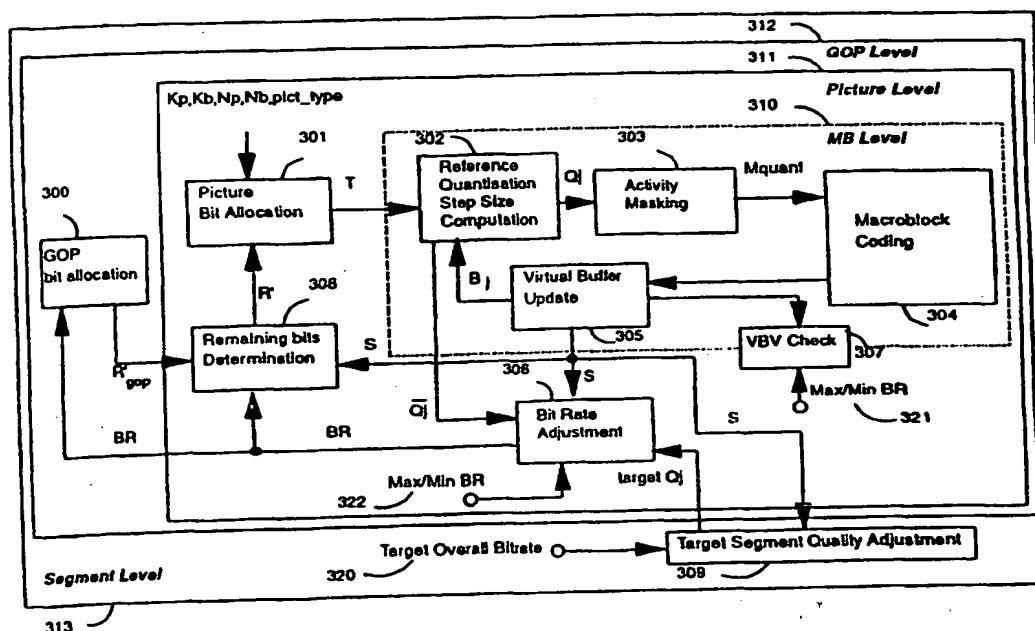 312
GOP Level
311
Picture Level
Kp,Kb,Np,Nb,pict_type
310
MB Level
301
302
303
300
Picture
Bit Allocation
T
Reference
Quantisation
Step Size
Computation
Qj
Activity
Masking
Mquant
Macroblock
Coding
GOP
bit allocation
R'
308
B j
Virtual Buffer
Update
304
305
Remaining bits
Determination
S
VBV Check
307
R'gop
306
S
Qj
Bit Rate
Adjustment
Max/Min BR
321
BR
BR
S
322
Max/Min BR
target Qj
Target Overall Bitrate
Target Segment Quality Adjustment
Segment Level
320
309
313